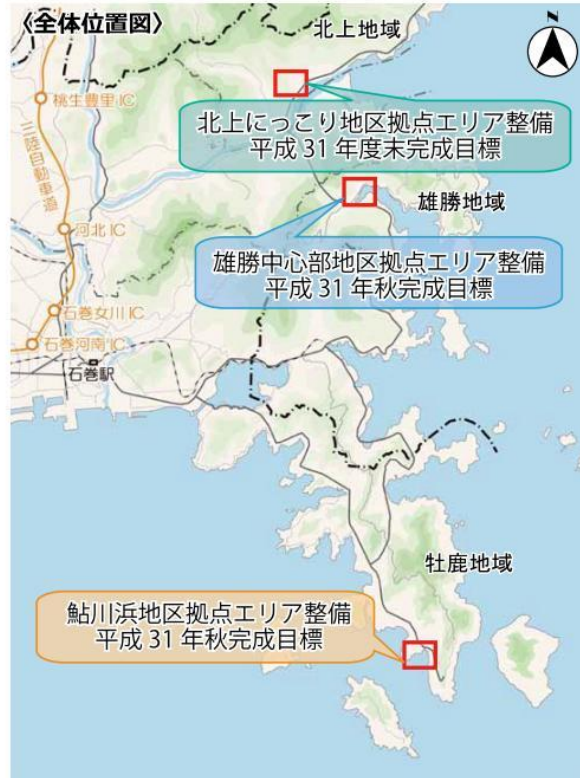 〈全体位置図〉
北上地域
N
桃生豊里IC
三陸自動車道
北上にっこり地区拠点エリア整備
平成31年度末完成目標
雄勝地域
河北IC
雄勝中心部地区拠点エリア整備
平成31年秋完成目標
石巻女川IC
石巻河南IC
石巻駅
牡鹿地域
鮎川浜地区拠点エリア整備
平成31年秋完成目標